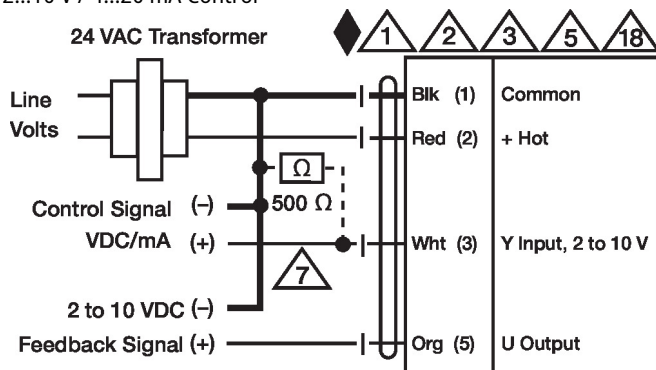 2...10 V / 4...20 mA Control
24 VAC Transformer
1 2 3 5 18
Line
Volts
Blk (1) Common
Red (2) + Hot
Ω
500 Ω
Control Signal (–)
VDC/mA (+)
Wht (3) Y Input, 2 to 10 V
7
2 to 10 VDC (–)
Feedback Signal (+)
Org (5) U Output